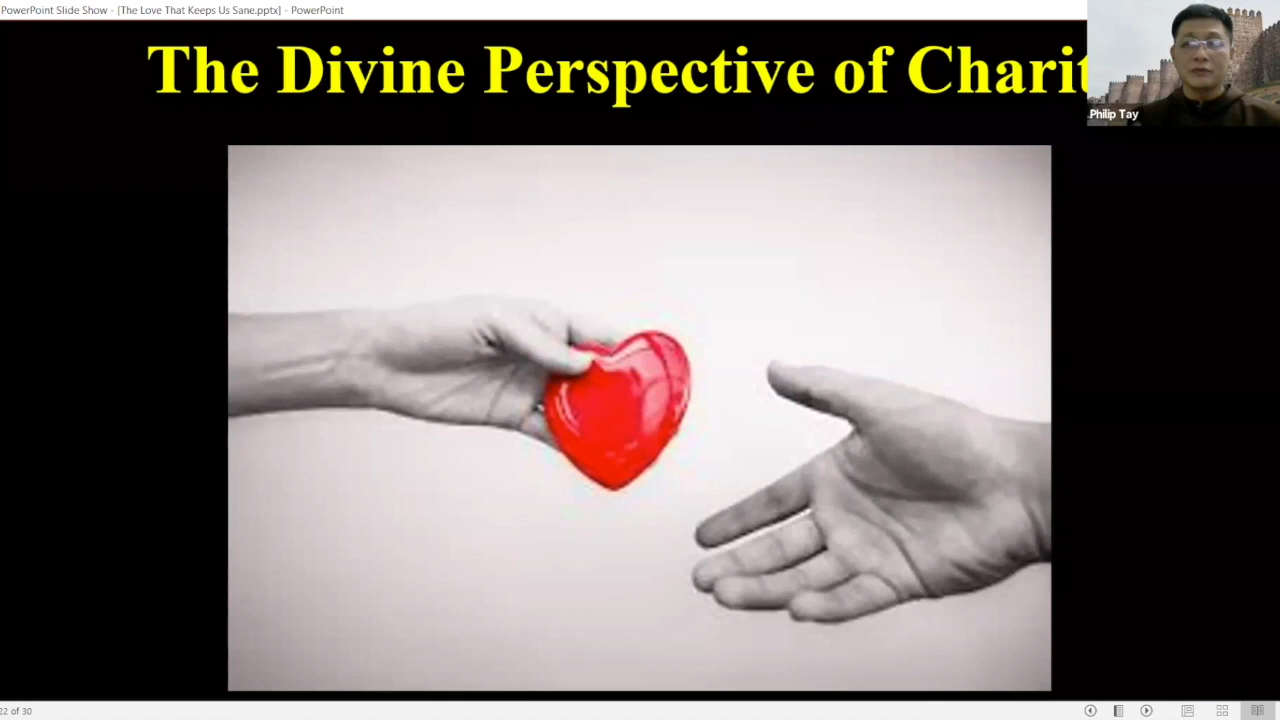 PowerPoint Slide Show - [The Love That Keeps Us Sane.pptx] - PowerPoint
The Divine Perspective of Charit
Philip Tay
22 of 30